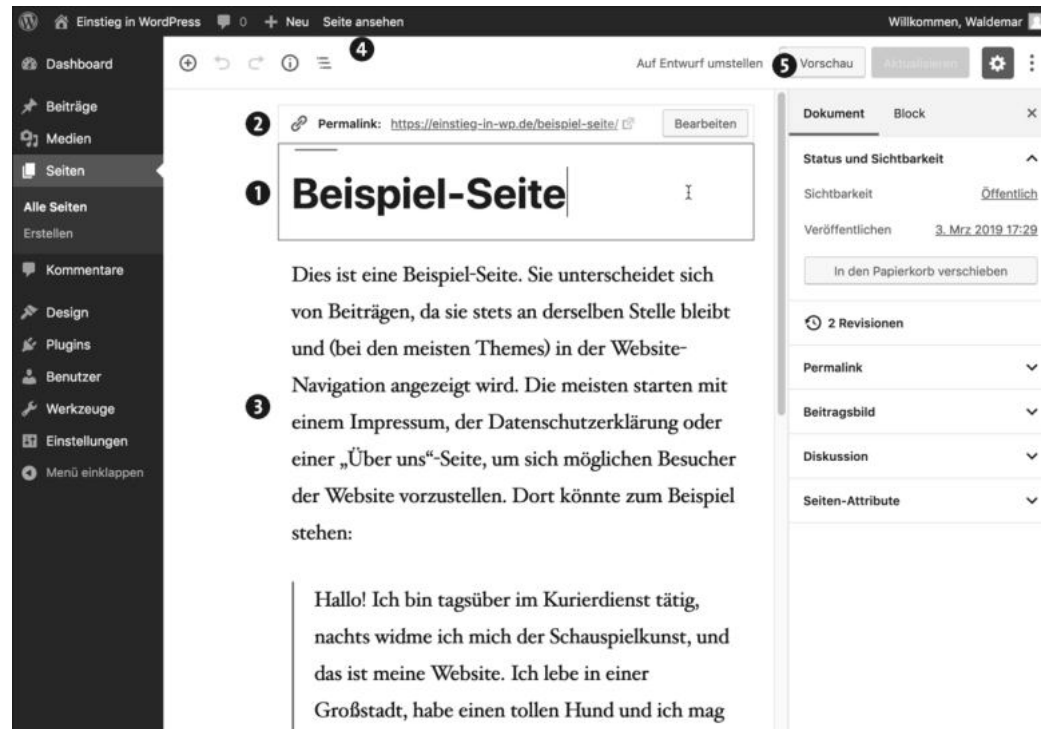 Einstieg in WordPress 0 + Neu Seite ansehen Willkommen, Waldemar
Dashboard
Beiträge
Medien
Seiten
Alle Seiten
Erstellen
Kommentare
Design
Plugins
Benutzer
Werkzeuge
Einstellungen
Menü einklappen
4
Auf Entwurf umstellen 5 Vorschau Aktualisieren
2 Permalink: https://einstieg-in-wp.de/beispiel-seite/ Bearbeiten
1 Beispiel-Seite
3
Dies ist eine Beispiel-Seite. Sie unterscheidet sich
von Beiträgen, da sie stets an derselben Stelle bleibt
und (bei den meisten Themes) in der Website-
Navigation angezeigt wird. Die meisten starten mit
einem Impressum, der Datenschutzerklärung oder
einer „Über uns“-Seite, um sich möglichen Besucher
der Website vorzustellen. Dort könnte zum Beispiel
stehen:
Hallo! Ich bin tagsüber im Kurierdienst tätig,
nachts widme ich mich der Schauspielkunst, und
das ist meine Website. Ich lebe in einer
Großstadt, habe einen tollen Hund und ich mag
Dokument Block ×
Status und Sichtbarkeit
Sichtbarkeit Öffentlich
Veröffentlichen 3. Mrz 2019 17:29
In den Papierkorb verschieben
2 Revisionen
Permalink
Beitragsbild
Diskussion
Seiten-Attribute